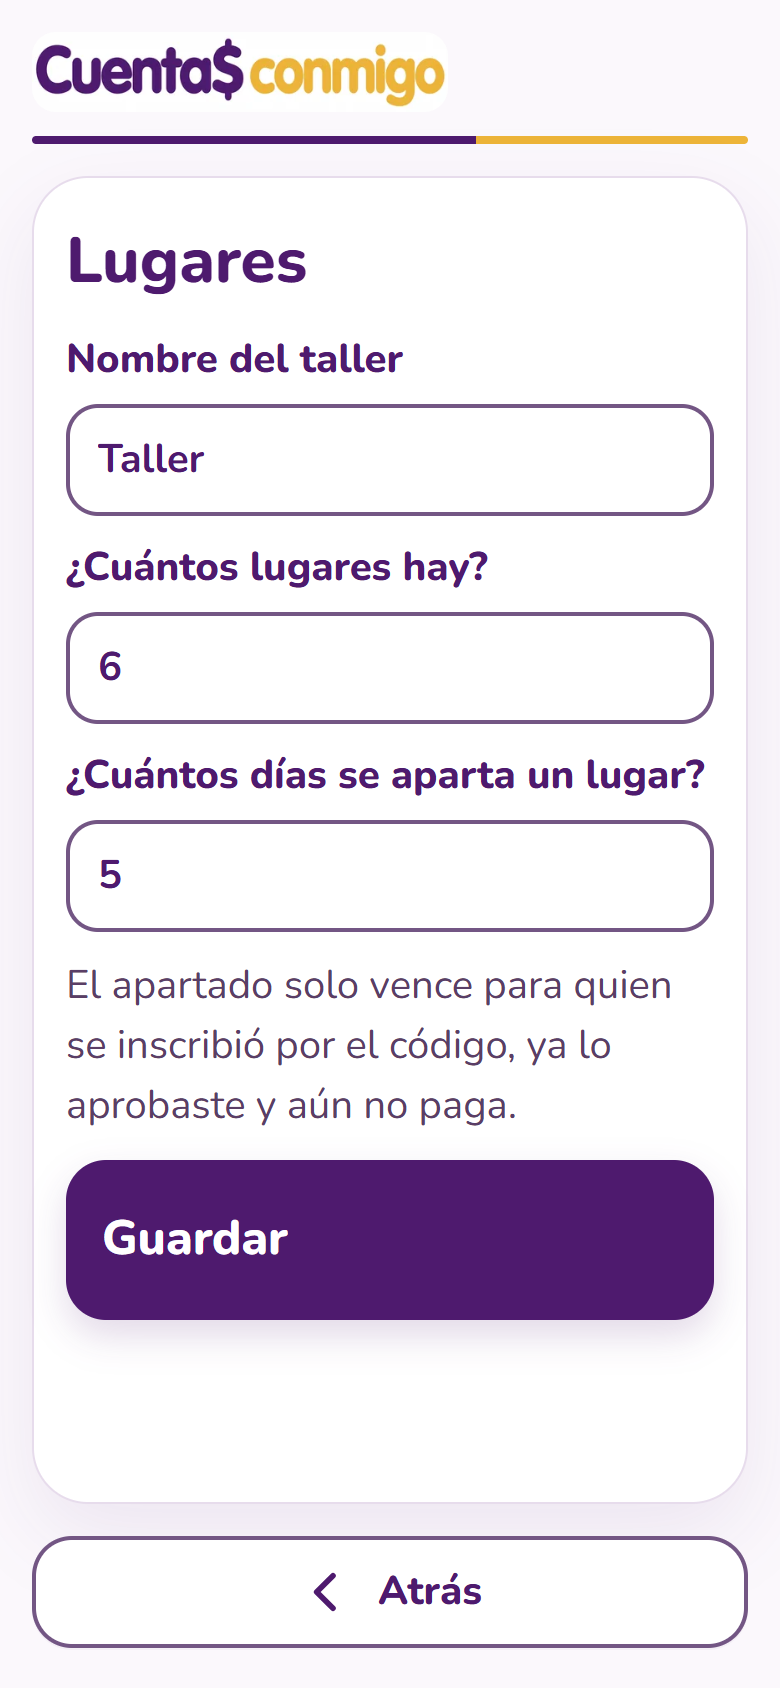 Cuenta$ conmigo
Lugares
Nombre del taller
Taller
¿Cuántos lugares hay?
6
¿Cuántos días se aparta un lugar?
5
El apartado solo vence para quien
se inscribió por el código, ya lo
aprobaste y aún no paga.
Guardar
Atrás